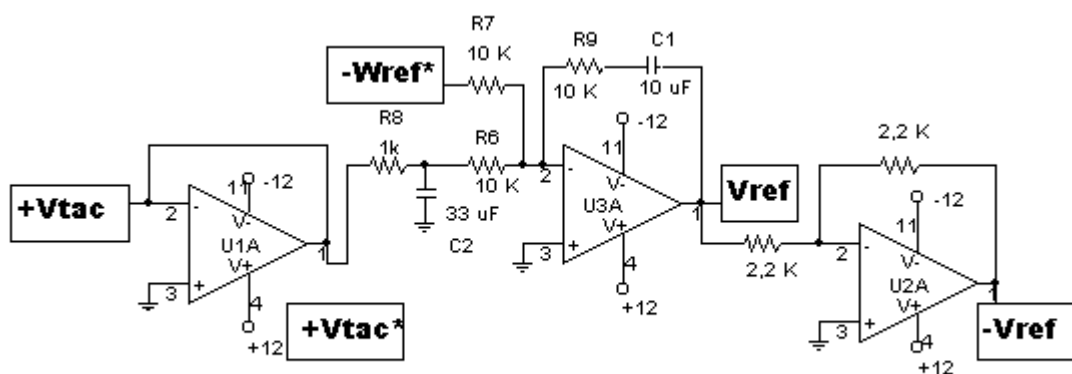 R7
10 K
-Wref*
R9
C1
10 K
10 uF
R8
1k
R6
10 K
33 uF
C2
-12
11
2
-
V-
U3A
V+
1
3
+
4
+12
Vref
+Vtac
2
-
11
-12
V-
U1A
V+
1
3
+
4
+12
+Vtac*
2,2 K
2,2 K
-12
11
2
-
V-
U2A
V+
1
3
+
4
+12
-Vref